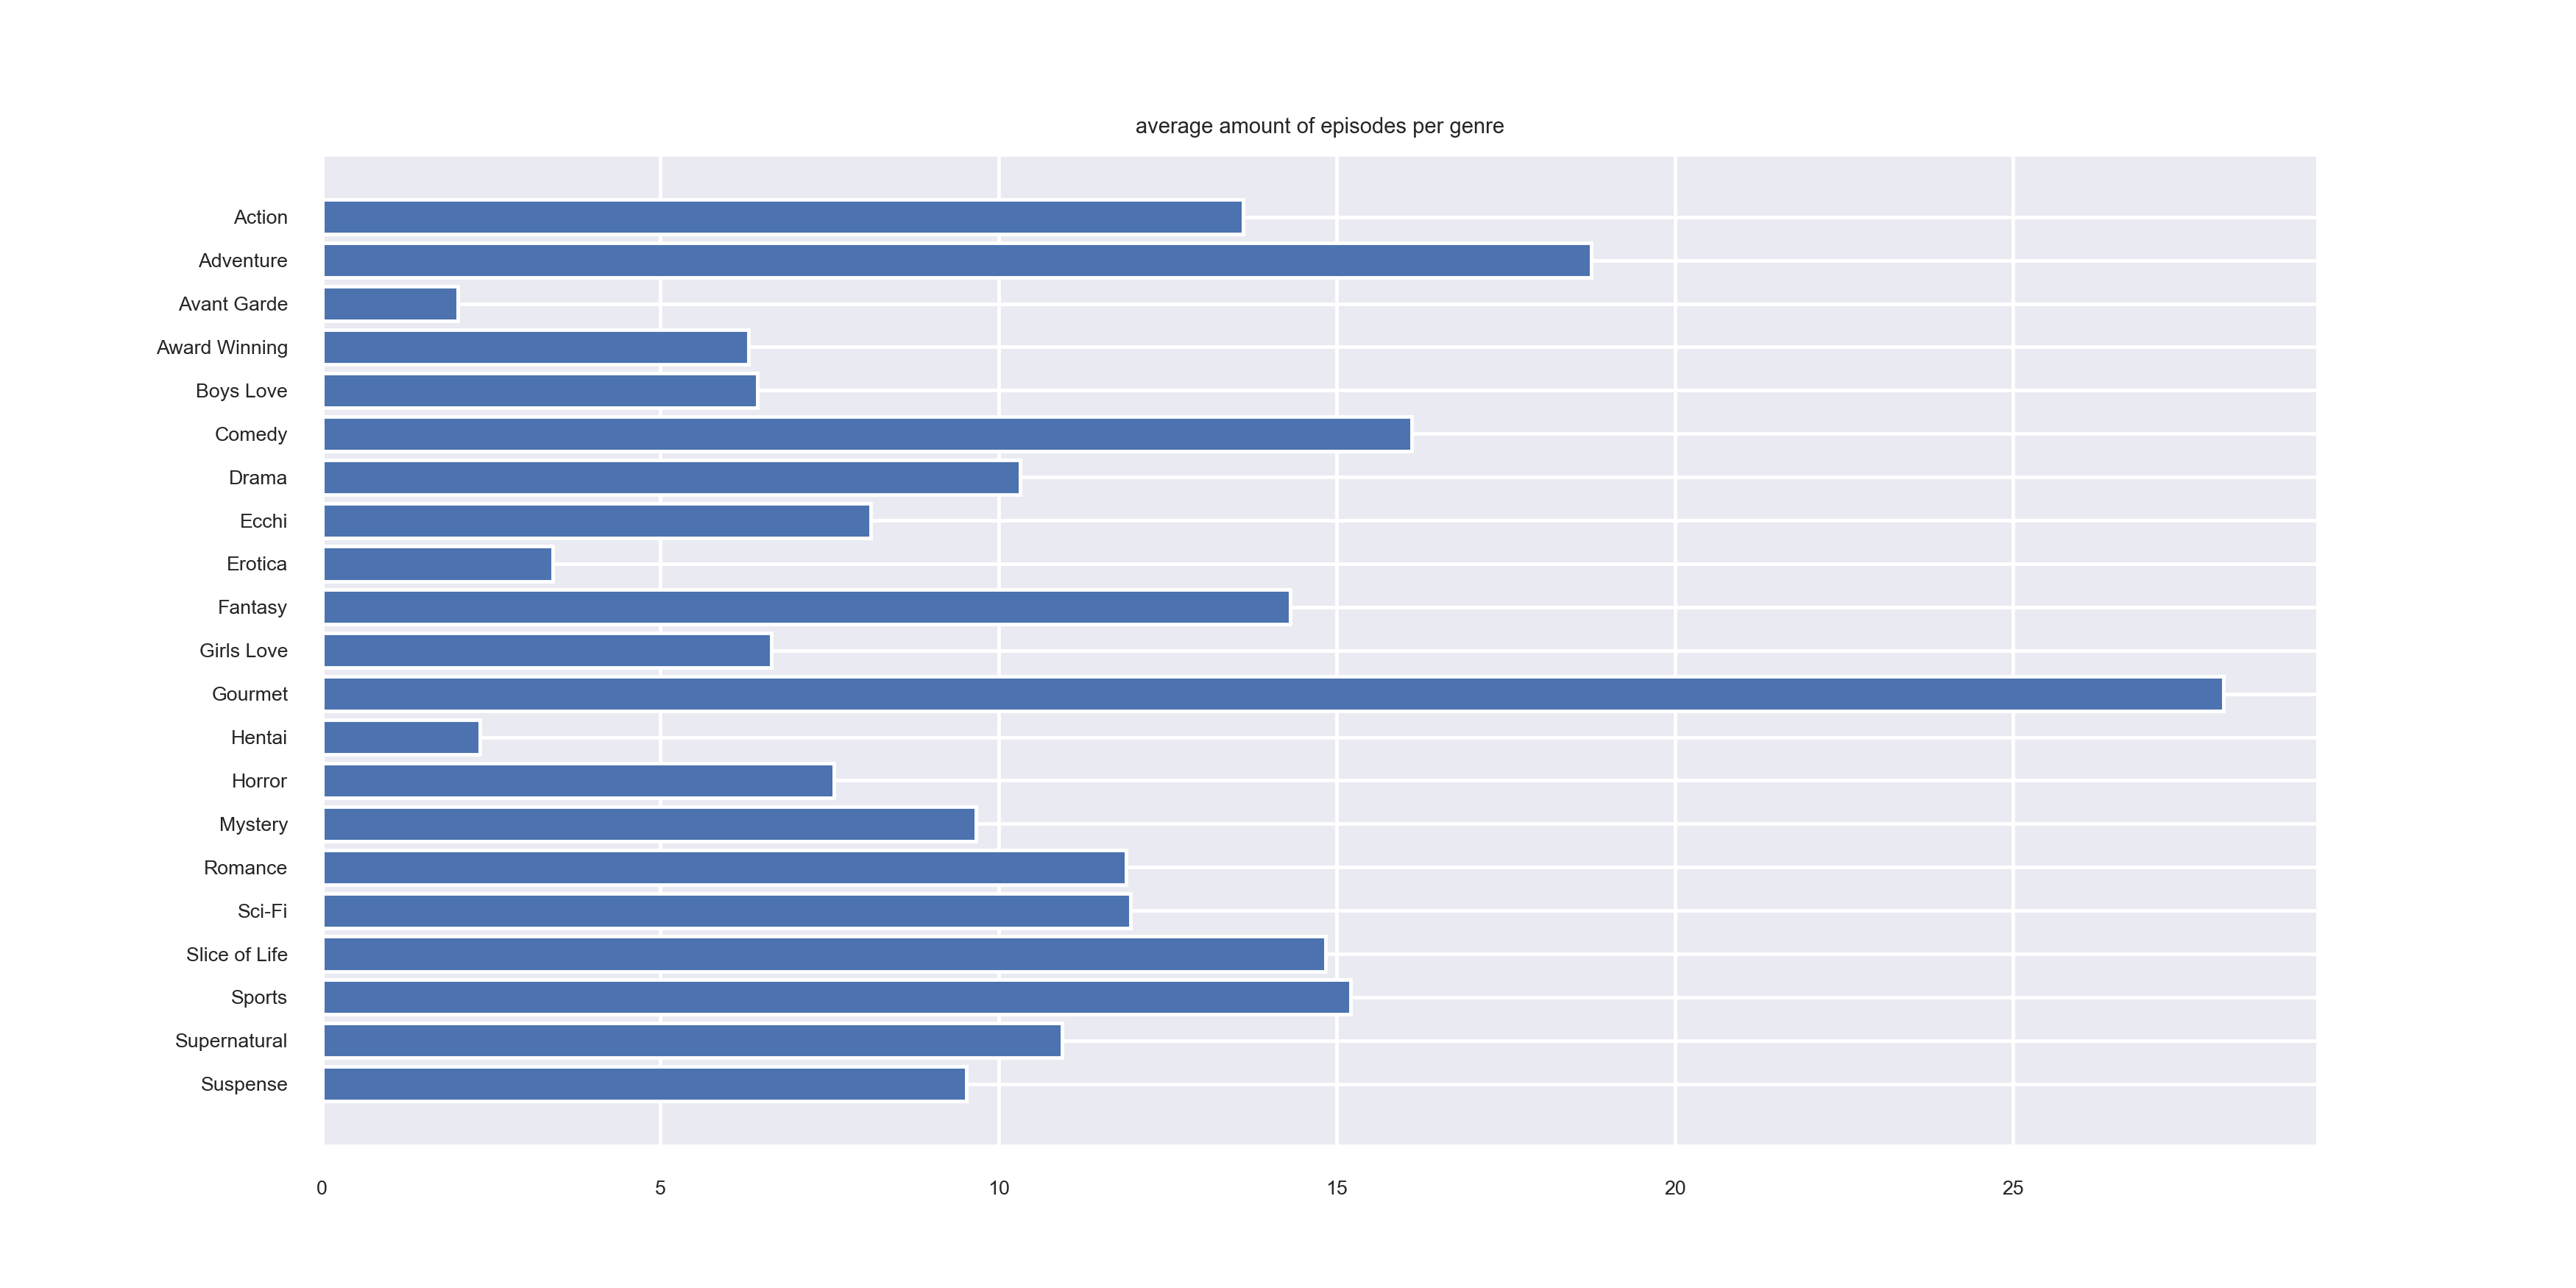 average amount of episodes per genre
Action
Adventure
Avant Garde
Award Winning
Boys Love
Comedy
Drama
Ecchi
Erotica
Fantasy
Girls Love
Gourmet
Hentai
Horror
Mystery
Romance
Sci-Fi
Slice of Life
Sports
Supernatural
Suspense
0 5 10 15 20 25